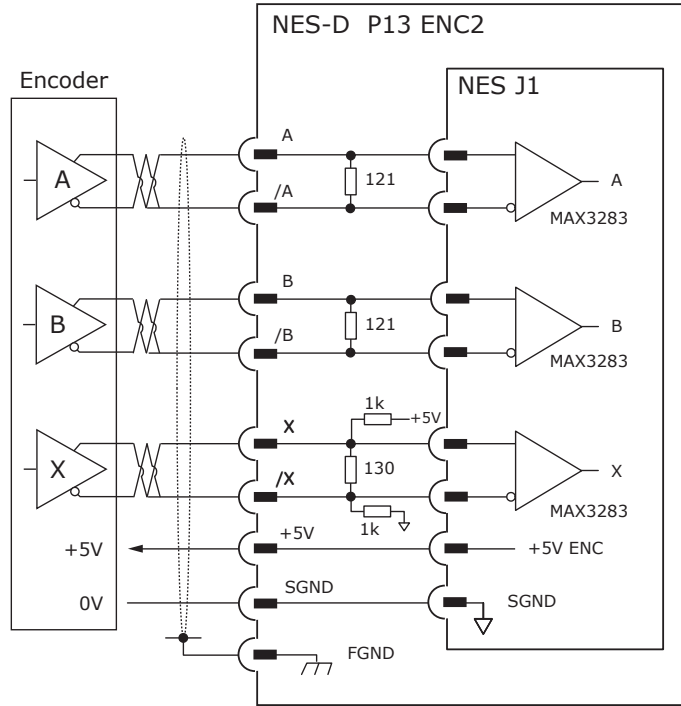 NES-D P13 ENC2
Encoder
NES J1
A
A
/A
121
A
MAX3283
B
B
/B
121
B
MAX3283
X
X
/X
1k
+5V
130
1k
X
MAX3283
+5V
+5V
+5V ENC
0V
SGND
SGND
FGND